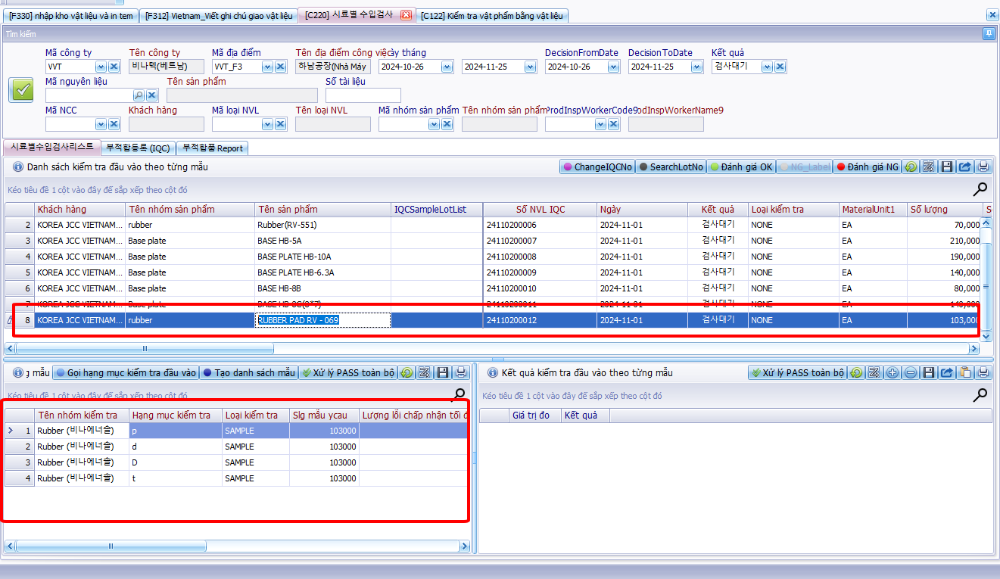 [F330] nhập kho vật liệu và in tem [F312] Vietnam_Viết ghi chú giao vật liệu [C220] 시료별 수입검사 [C122] Kiểm tra vật phẩm bằng vật liệu
Tìm kiếm
Mã công ty Tên công ty Mã địa điểm Tên địa điểm công việc ày tháng DecisionFromDate DecisionToDate Kết quả
VVT 비나텍(베트남) VVT_F3 하남공장(Nhà Máy 2024-10-26 2024-11-25 2024-10-26 2024-11-25 검사대기
Mã nguyên liệu Tên sản phẩm Số tài liệu
Mã NCC Khách hàng Mã loại NVL Tên loại NVL Mã nhóm sản phẩm Tên nhóm sản phẩm ProdInspWorkerCode9 odInspWorkerName9
시료별수입검사리스트 부적합등록 (IQC) 부적합품 Report
Danh sách kiểm tra đầu vào theo từng mẫu ChangeIQCNo SearchLotNo Đánh giá OK NG_Label Đánh giá NG
Kéo tiêu đề 1 cột vào đây để sắp xếp theo cột đó
Khách hàng Tên nhóm sản phẩm Tên sản phẩm IQCSampleLotList Số NVL IQC Ngày Kết quả Loại kiểm tra MaterialUnit1 Số lượng S
2 KOREA JCC VIETNAM... rubber Rubber(RV-551) 24110200006 2024-11-01 검사대기 NONE EA 70,000
3 KOREA JCC VIETNAM... Base plate BASE HB-5A 24110200007 2024-11-01 검사대기 NONE EA 210,000
4 KOREA JCC VIETNAM... Base plate BASE PLATE HB-10A 24110200008 2024-11-01 검사대기 NONE EA 190,000
5 KOREA JCC VIETNAM... Base plate BASE PLATE HB-6.3A 24110200009 2024-11-01 검사대기 NONE EA 140,000
6 KOREA JCC VIETNAM... Base plate BASE HB-8B 24110200010 2024-11-01 검사대기 NONE EA 80,000
7 KOREA JCC VIETNAM... Base plate 24110200011 2024-11-01 검사대기 NONE EA 140,000
8 KOREA JCC VIETNAM... rubber RUBBER PAD RV - 069 24110200012 2024-11-01 검사대기 NONE EA 103,000
g mẫu Gọi hạng mục kiểm tra đầu vào Tạo danh sách mẫu Xử lý PASS toàn bộ
Kéo tiêu đề 1 cột vào đây để sắp xếp theo cột đó
Tên nhóm kiểm tra Hạng mục kiểm tra Loại kiểm tra Slg mẫu ycau Lượng lỗi chấp nhận tối đ
1 Rubber (비나에너솔) p SAMPLE 103000
2 Rubber (비나에너솔) d SAMPLE 103000
3 Rubber (비나에너솔) D SAMPLE 103000
4 Rubber (비나에너솔) t SAMPLE 103000
Kết quả kiểm tra đầu vào theo từng mẫu Xử lý PASS toàn bộ
Kéo tiêu đề 1 cột vào đây để sắp xếp theo cột đó
Giá trị đo Kết quả